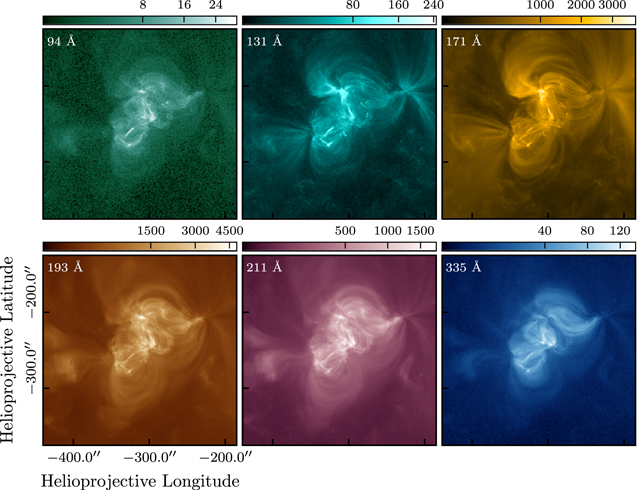 8 16 24
80 160 240
1000 2000 3000
94 Å
131 Å
171 Å
1500 3000 4500
500 1000 1500
40 80 120
193 Å
211 Å
335 Å
−200.0″
−300.0″
Helioprojective Latitude
−400.0″ −300.0″ −200.0″
Helioprojective Longitude